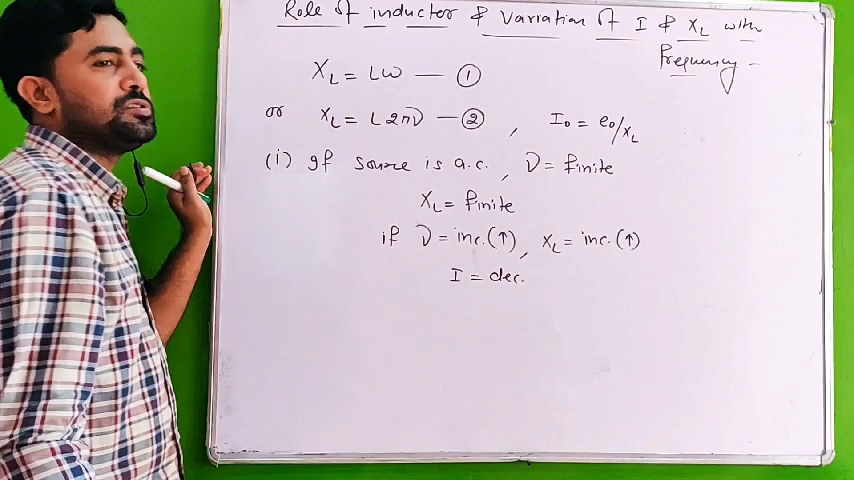 Role of inductor & Variation of I & X_L with
frequency -
X_L = Lω — ①
or X_L = L2πν — ② , I₀ = e₀/X_L
(i) If source is a.c. , ν = finite
X_L = finite
if ν = inc.(↑) , X_L = inc.(↑)
I = dec.